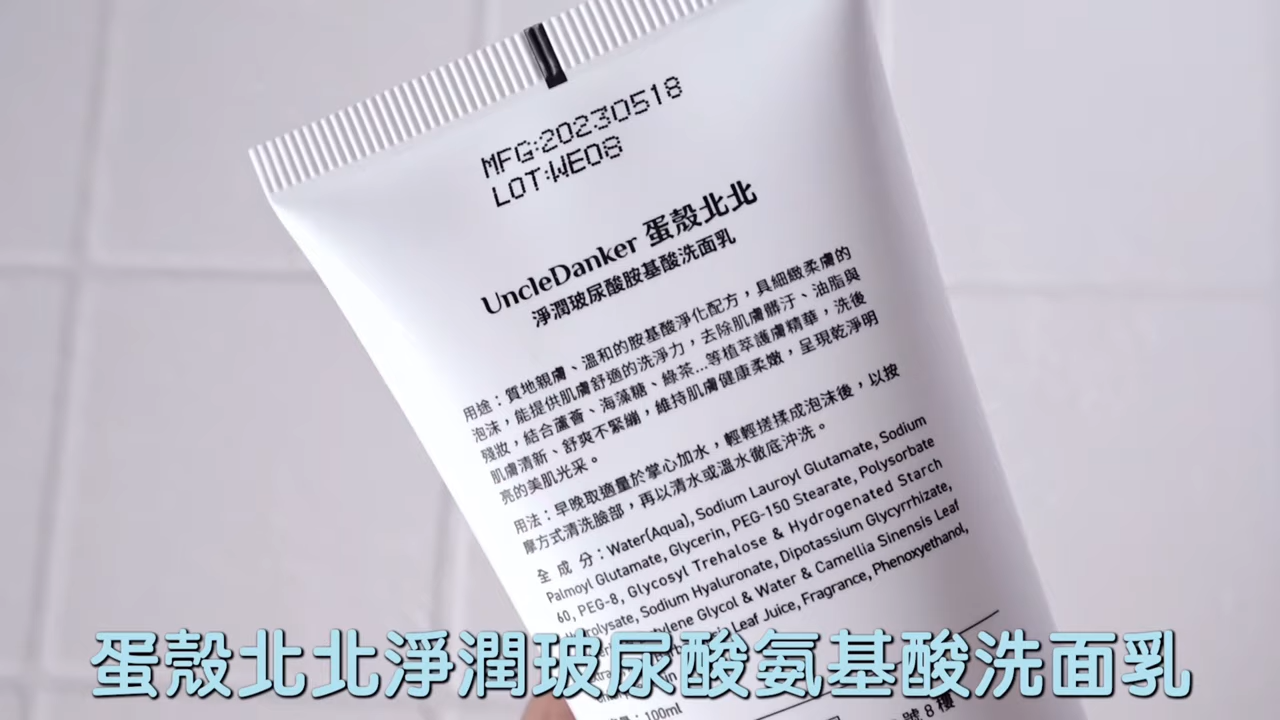 MFG:20230518
LOT:WE08
UncleDanker 蛋殼北北
淨潤玻尿酸胺基酸洗面乳
用途：質地親膚、溫和的胺基酸淨化配方，具細緻柔膚的
泡沫，能提供肌膚舒適的洗淨力，去除肌膚髒汙、油脂與
殘妝，結合蘆薈、海藻糖、綠茶...等植萃護膚精華，洗後
肌膚清新、舒爽不緊繃，維持肌膚健康柔嫩，呈現乾淨明
亮的美肌光采。
用法：早晚取適量於掌心加水，輕輕搓揉成泡沫後，以按
摩方式清洗臉部，再以清水或溫水徹底沖洗。
全 成 分：Water(Aqua), Sodium Lauroyl Glutamate, Sodium
Palmoyl Glutamate, Glycerin, PEG-150 Stearate, Polysorbate
60, PEG-8, Glycosyl Trehalose & Hydrogenated Starch
Hydrolysate, Sodium Hyaluronate, Dipotassium Glycyrrhizate,
Glycol & Water & Camellia Sinensis Leaf
Leaf Juice, Fragrance, Phenoxyethanol,
100ml
號8樓
蛋殼北北淨潤玻尿酸氨基酸洗面乳